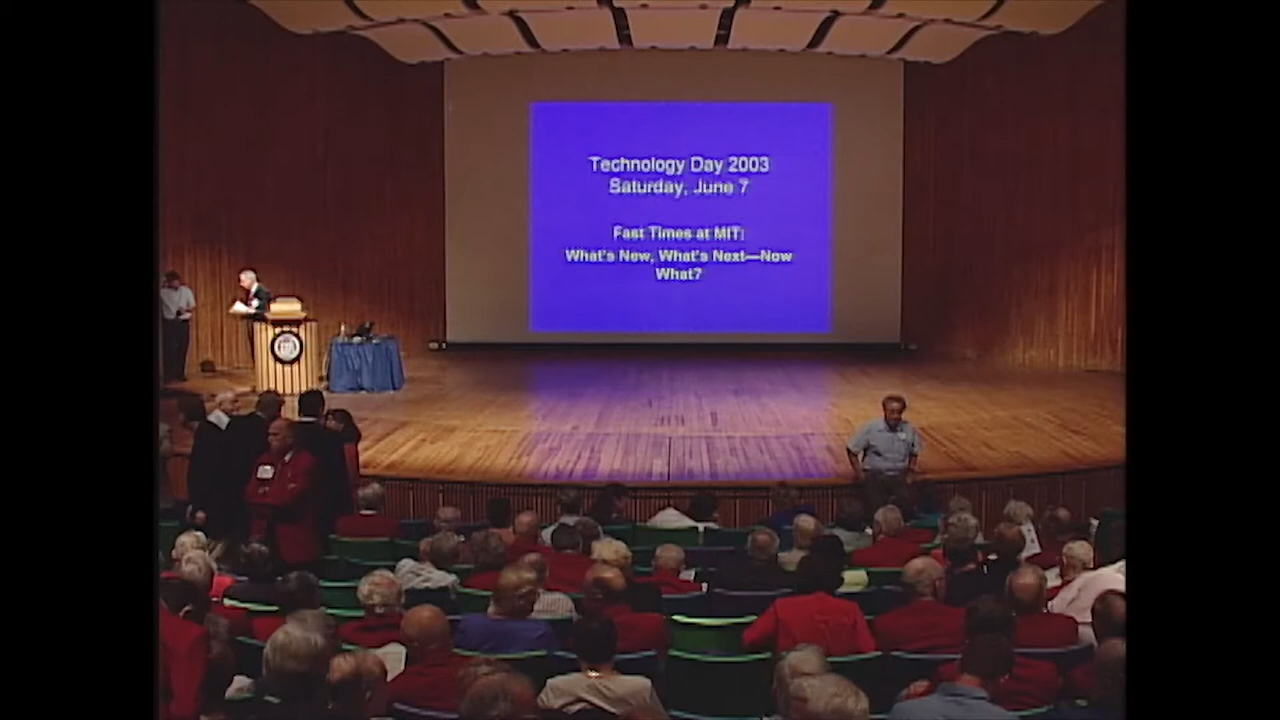 Technology Day 2003
Saturday, June 7
Fast Times at MIT:
What's New, What's Next—Now
What?